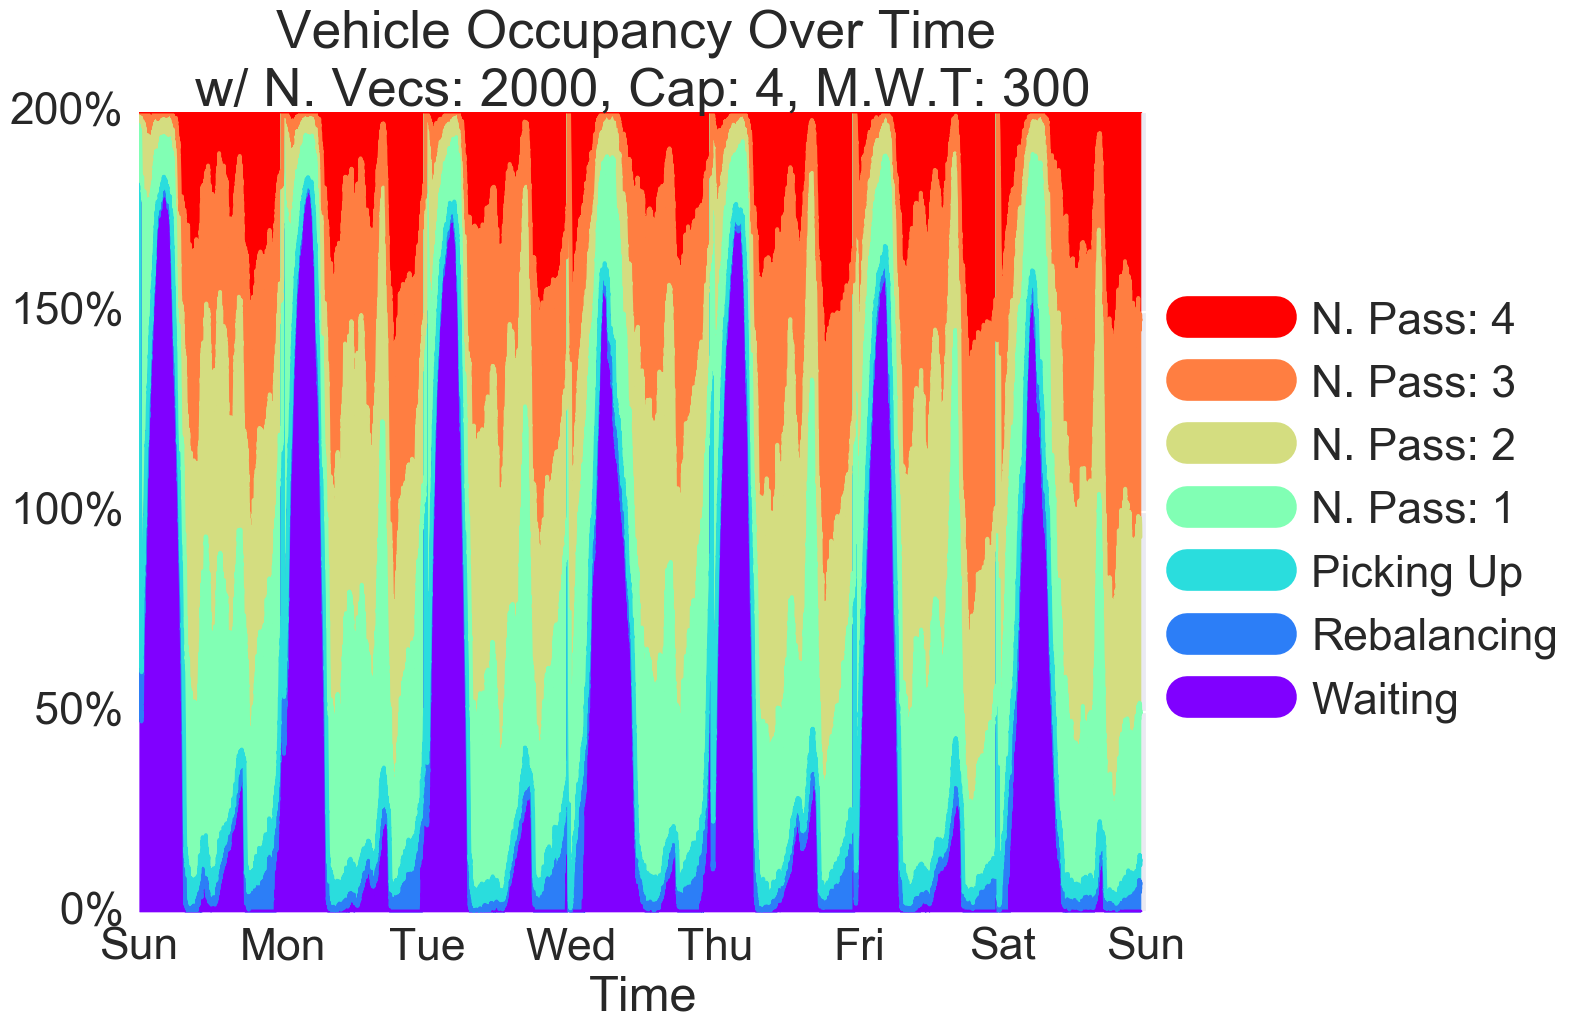 Vehicle Occupancy Over Time
w/ N. Vecs: 2000, Cap: 4, M.W.T: 300
200%
150%
100%
50%
0%
Sun Mon Tue Wed Thu Fri Sat Sun
Time
N. Pass: 4
N. Pass: 3
N. Pass: 2
N. Pass: 1
Picking Up
Rebalancing
Waiting